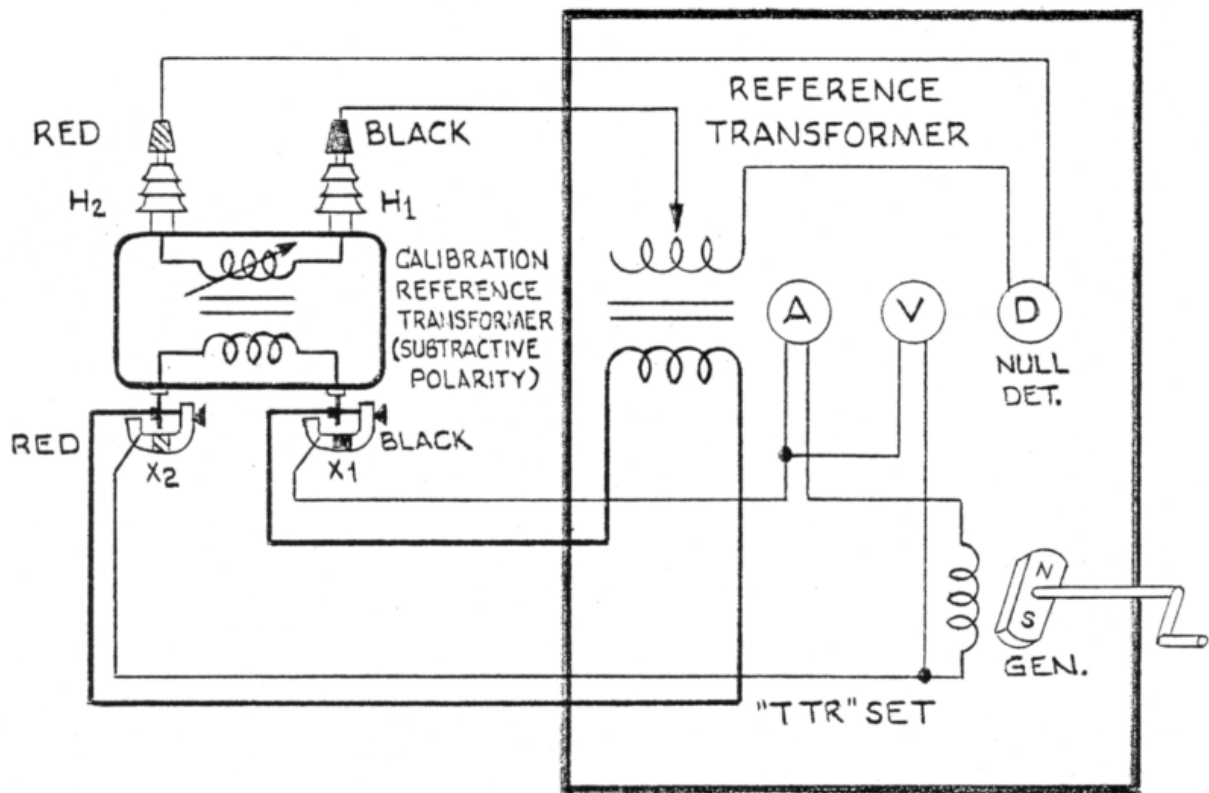 REFERENCE
TRANSFORMER
RED
BLACK
H2
H1
CALIBRATION
REFERENCE
TRANSFORMER
(SUBTRACTIVE
POLARITY)
A
V
D
NULL
DET.
RED
BLACK
X2
X1
N
S
GEN.
"TTR" SET